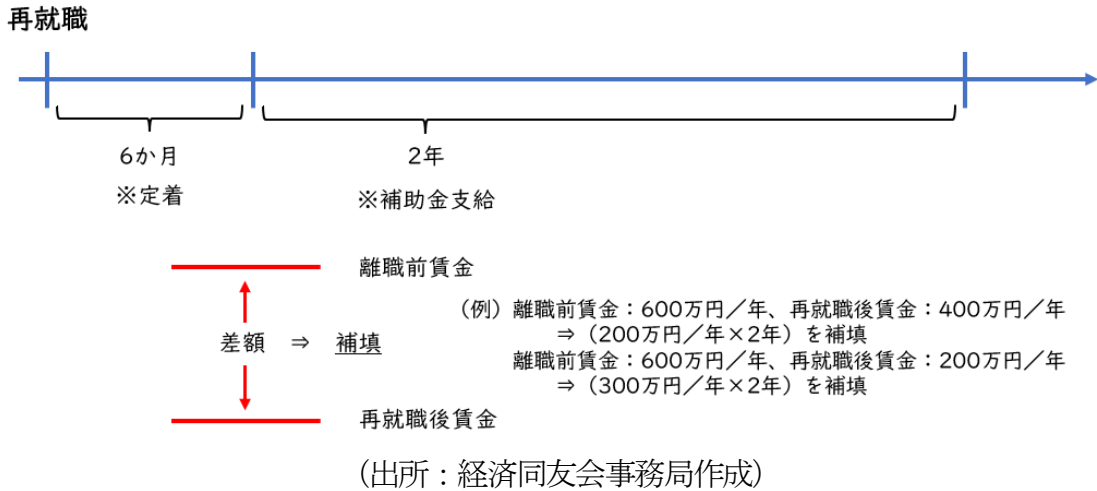 再就職
6か月
※定着
2年
※補助金支給
離職前賃金
差額 ⇒ 補填
再就職後賃金
（例）離職前賃金：600万円／年、再就職後賃金：400万円／年
⇒（200万円／年×2年）を補填
離職前賃金：600万円／年、再就職後賃金：200万円／年
⇒（300万円／年×2年）を補填
（出所：経済同友会事務局作成）